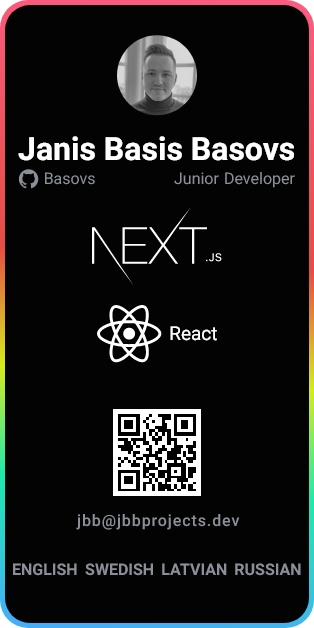 Janis Basis Basovs
Basovs Junior Developer
NEXT.JS
React
jbb@jbbprojects.dev
ENGLISH SWEDISH LATVIAN RUSSIAN